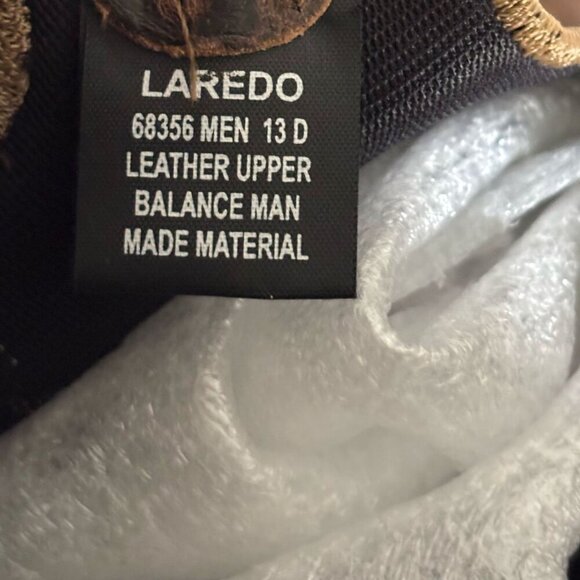 LAREDO
68356 MEN 13 D
LEATHER UPPER
BALANCE MAN
MADE MATERIAL